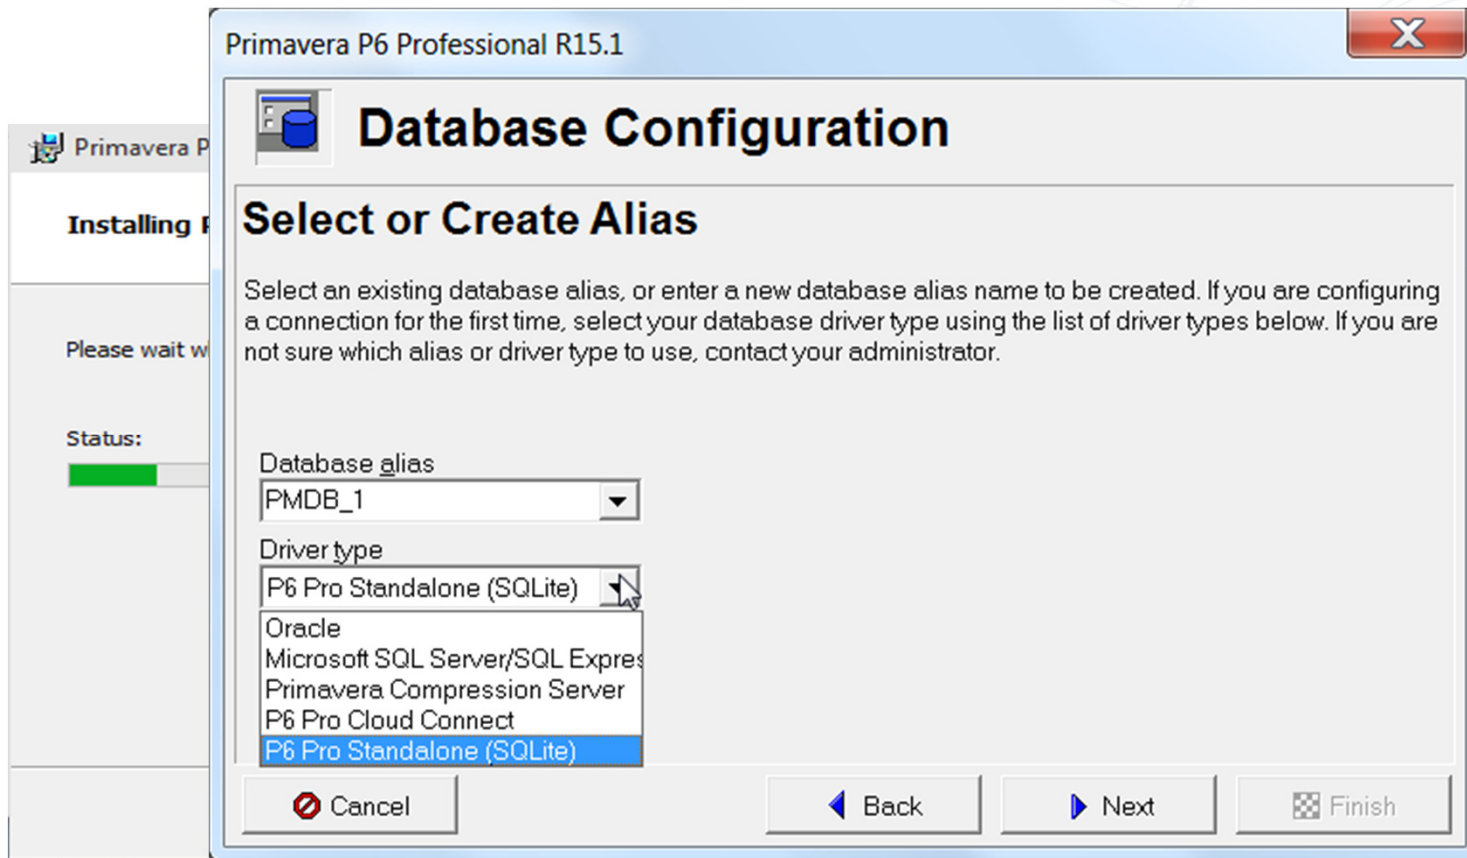 Primavera P6 Professional R15.1
Database Configuration
Primavera P
Installing
Select or Create Alias
Select an existing database alias, or enter a new database alias name to be created. If you are configuring
a connection for the first time, select your database driver type using the list of driver types below. If you are
not sure which alias or driver type to use, contact your administrator.
Please wait w
Status:
Database alias
PMDB_1
Driver type
P6 Pro Standalone (SQLite)
Oracle
Microsoft SQL Server/SQL Expres
Primavera Compression Server
P6 Pro Cloud Connect
P6 Pro Standalone (SQLite)
Cancel
Back
Next
Finish